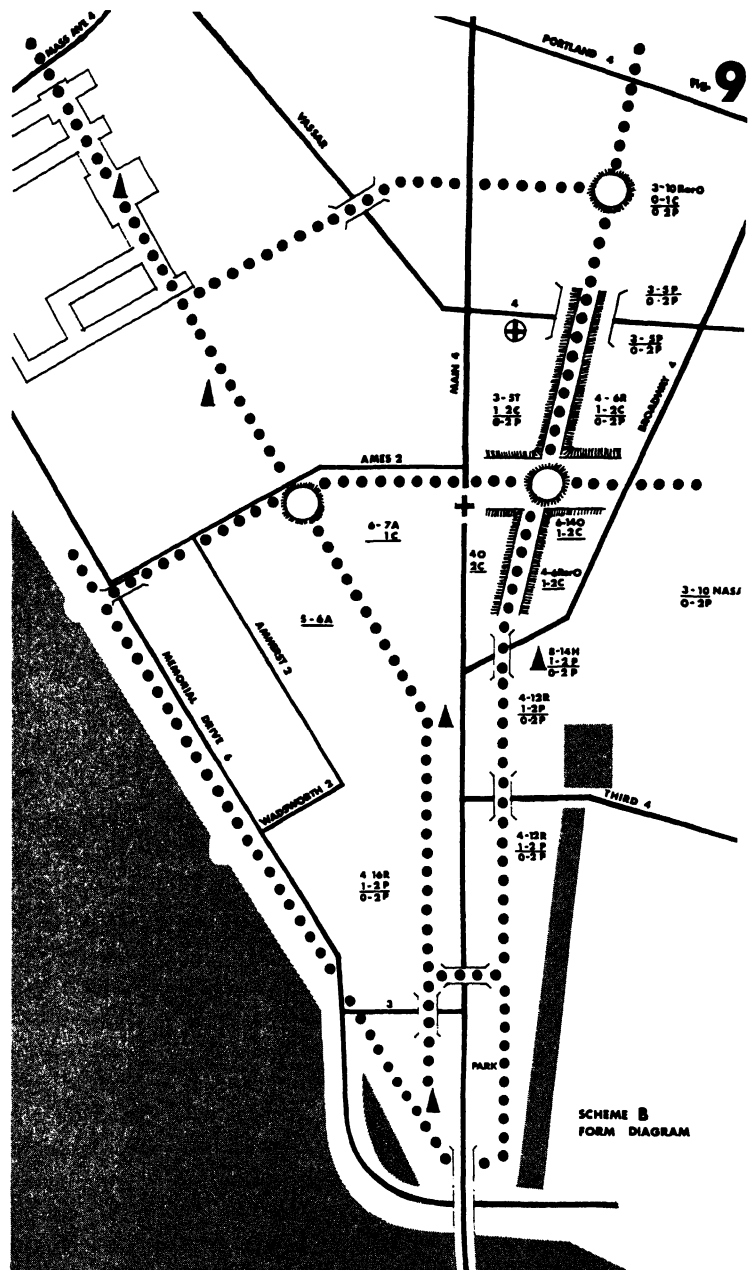 MASS AVE 4
PORTLAND 4
Fig. 9
VASSAR
3-10RorO
0-1C
0 2P
3-5P
0-2P
4
3-5P
0-2P
MAIN 4
BROADWAY 4
3-5T
1 2C
0-2P
4-6R
1-2C
0-2P
AMES 2
6-7A
1C
6-14O
1-2C
4O
2C
4-6RorO
1-2C
3-10 NASA
0-2P
5-6A
AMHERST 2
MEMORIAL DRIVE 6
8-14H
1-2P
0-2P
4-12R
1-2P
0-2P
WADSWORTH 2
THIRD 4
4-12R
1-2P
0-2P
4 16R
1-2P
0-2P
3
PARK
SCHEME B
FORM DIAGRAM